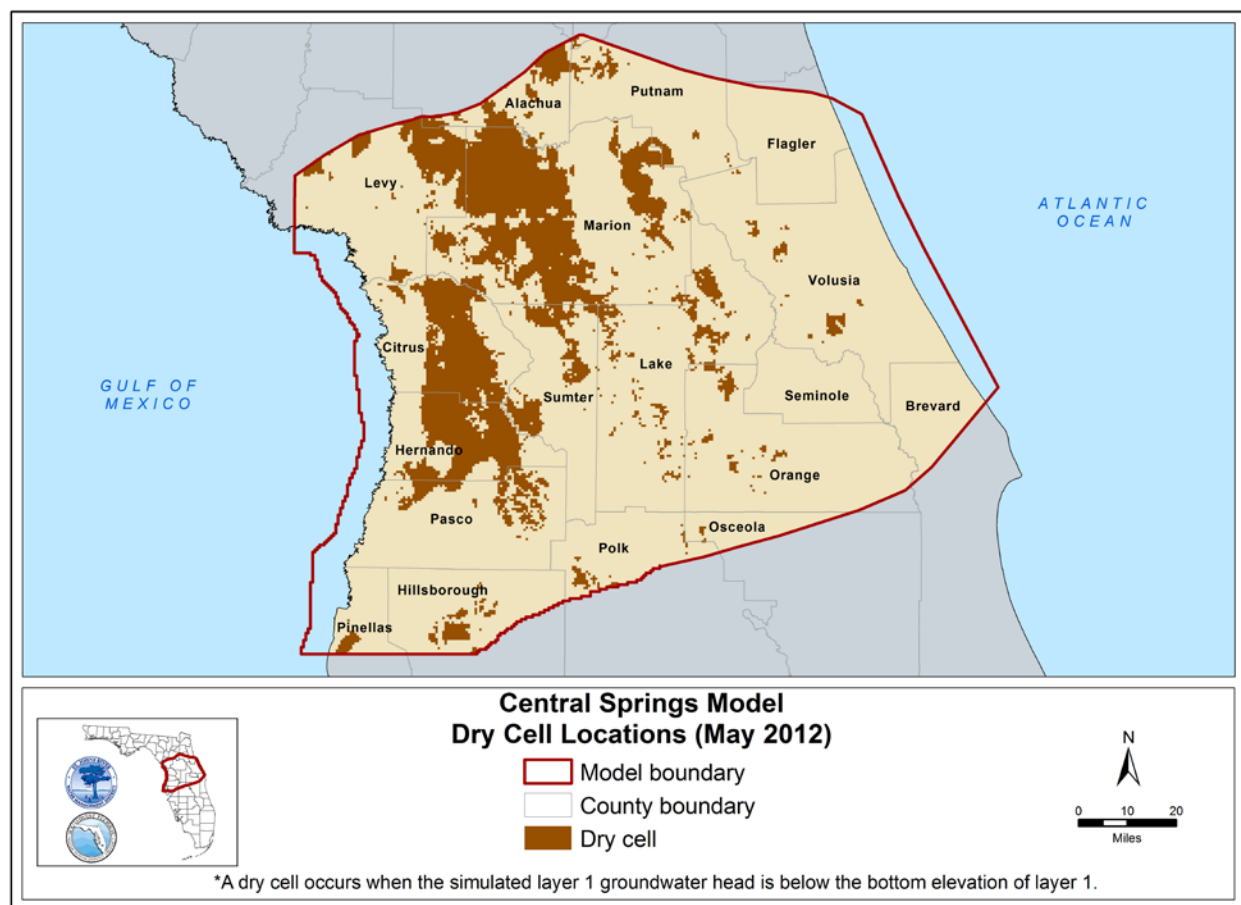 Putnam
Alachua
Flagler
Levy
ATLANTIC
OCEAN
Marion
Volusia
Citrus
Lake
GULF OF
MEXICO
Sumter
Seminole
Brevard
Hernando
Orange
Pasco
Osceola
Polk
Hillsborough
Pinellas
Central Springs Model
Dry Cell Locations (May 2012)
Model boundary
County boundary
Dry cell
N
0 10 20
Miles
*A dry cell occurs when the simulated layer 1 groundwater head is below the bottom elevation of layer 1.